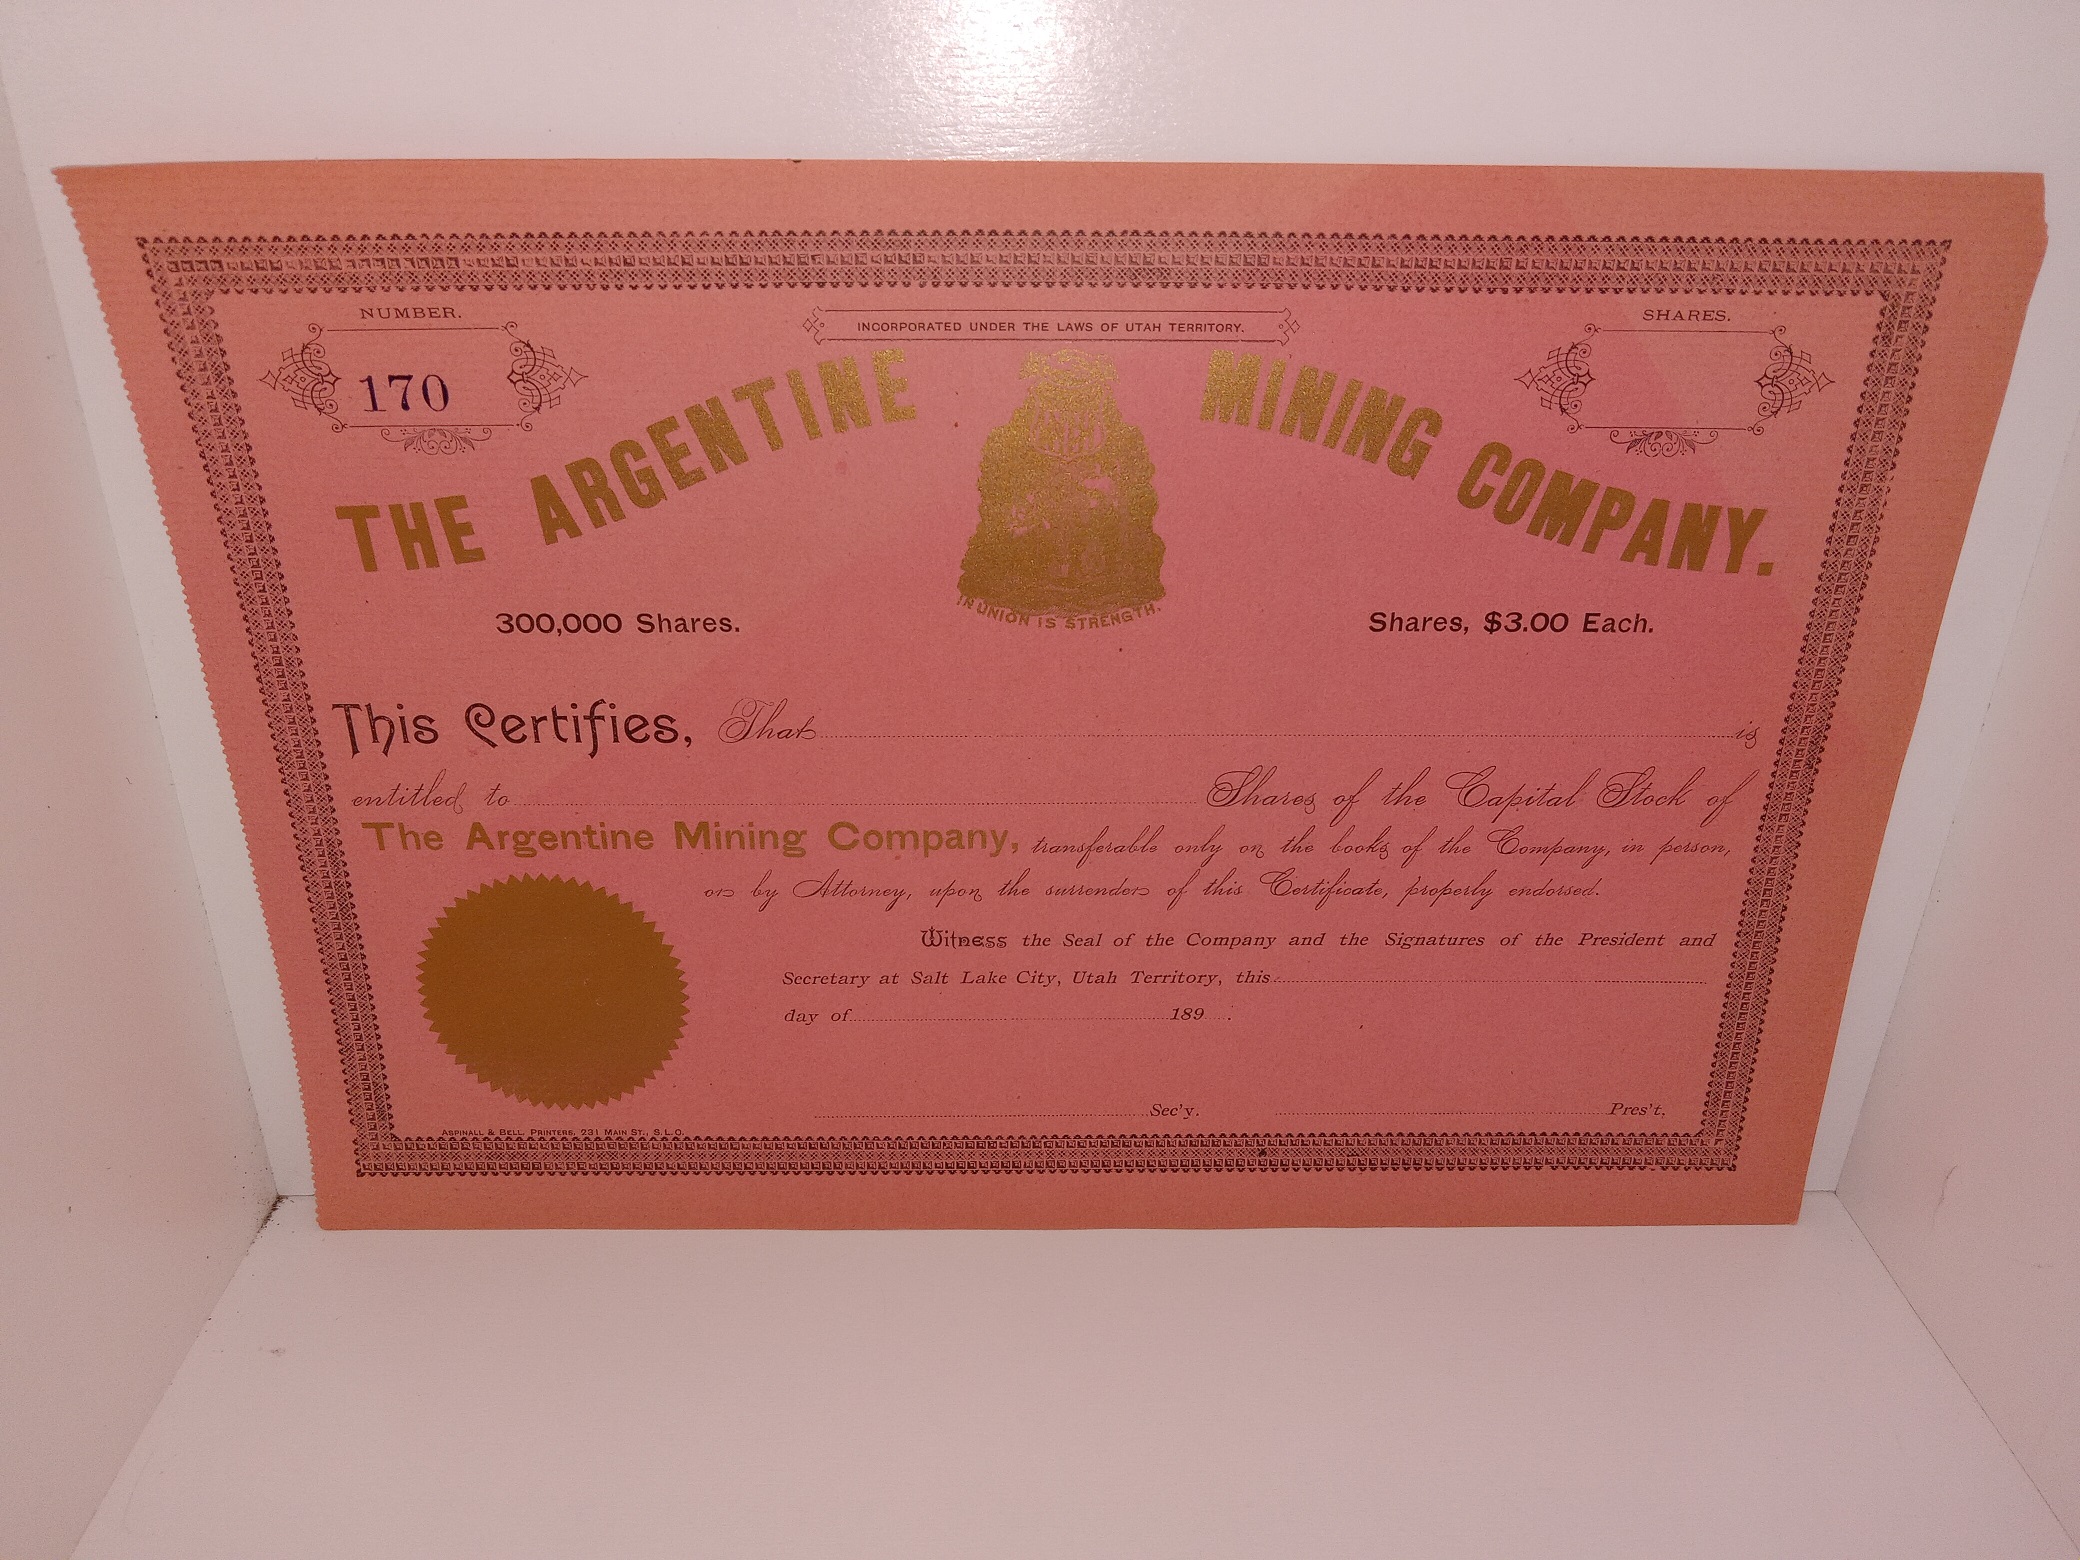 NUMBER.
170
INCORPORATED UNDER THE LAWS OF UTAH TERRITORY.
SHARES.
THE ARGENTINE MINING COMPANY.
IN UNION IS STRENGTH.
300,000 Shares.
Shares, $3.00 Each.
This Certifies, That is
entitled to Shares of the Capital Stock of
The Argentine Mining Company, transferable only on the books of the Company, in person,
or by Attorney, upon the surrender of this Certificate, properly endorsed.
Witness the Seal of the Company and the Signatures of the President and
Secretary at Salt Lake City, Utah Territory, this
day of 189 .
Sec'y. Pres't.
ASPINALL & BELL, PRINTERS, 231 MAIN ST., S.L.O.